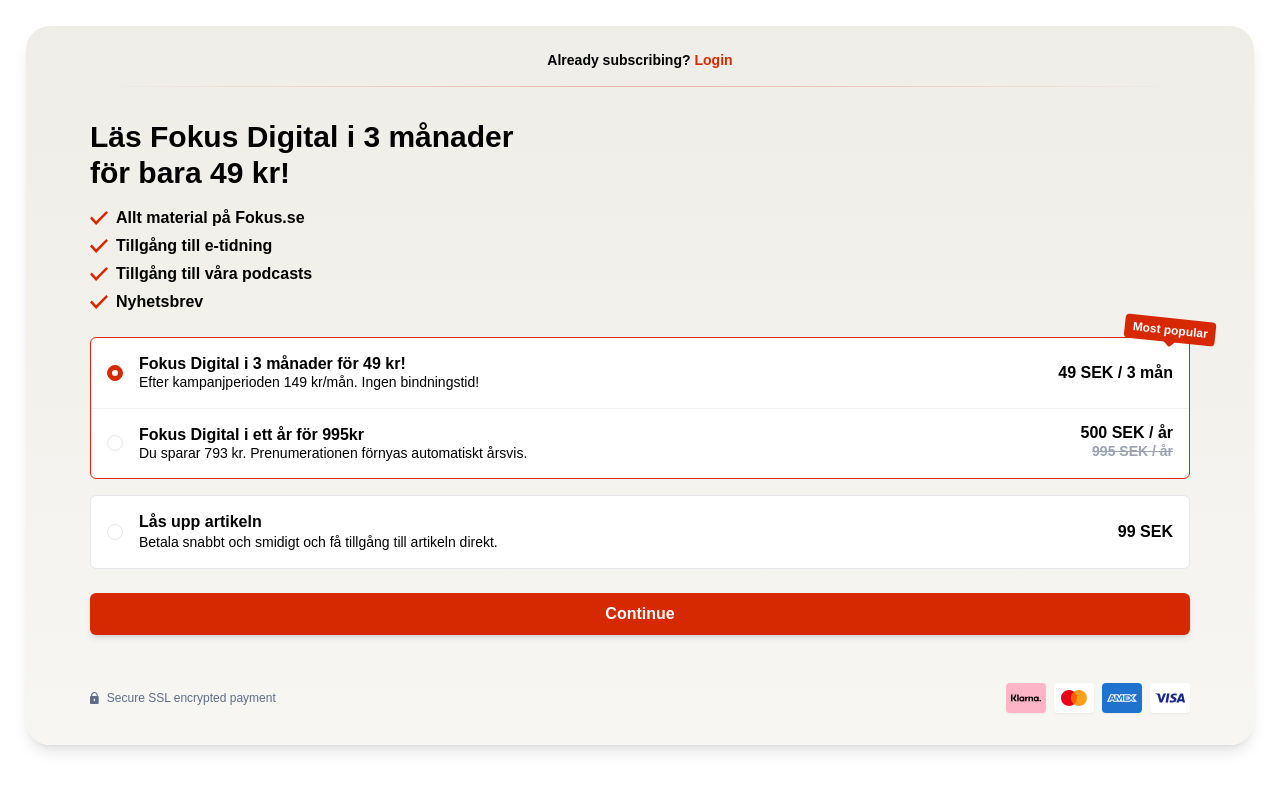 Already subscribing? Login
Läs Fokus Digital i 3 månader
för bara 49 kr!
Allt material på Fokus.se
Tillgång till e-tidning
Tillgång till våra podcasts
Nyhetsbrev
Most popular
Fokus Digital i 3 månader för 49 kr!
Efter kampanjperioden 149 kr/mån. Ingen bindningstid!
49 SEK / 3 mån
Fokus Digital i ett år för 995kr
Du sparar 793 kr. Prenumerationen förnyas automatiskt årsvis.
500 SEK / år
995 SEK / år
Lås upp artikeln
Betala snabbt och smidigt och få tillgång till artikeln direkt.
99 SEK
Continue
Secure SSL encrypted payment
Klarna.
AMEX
VISA